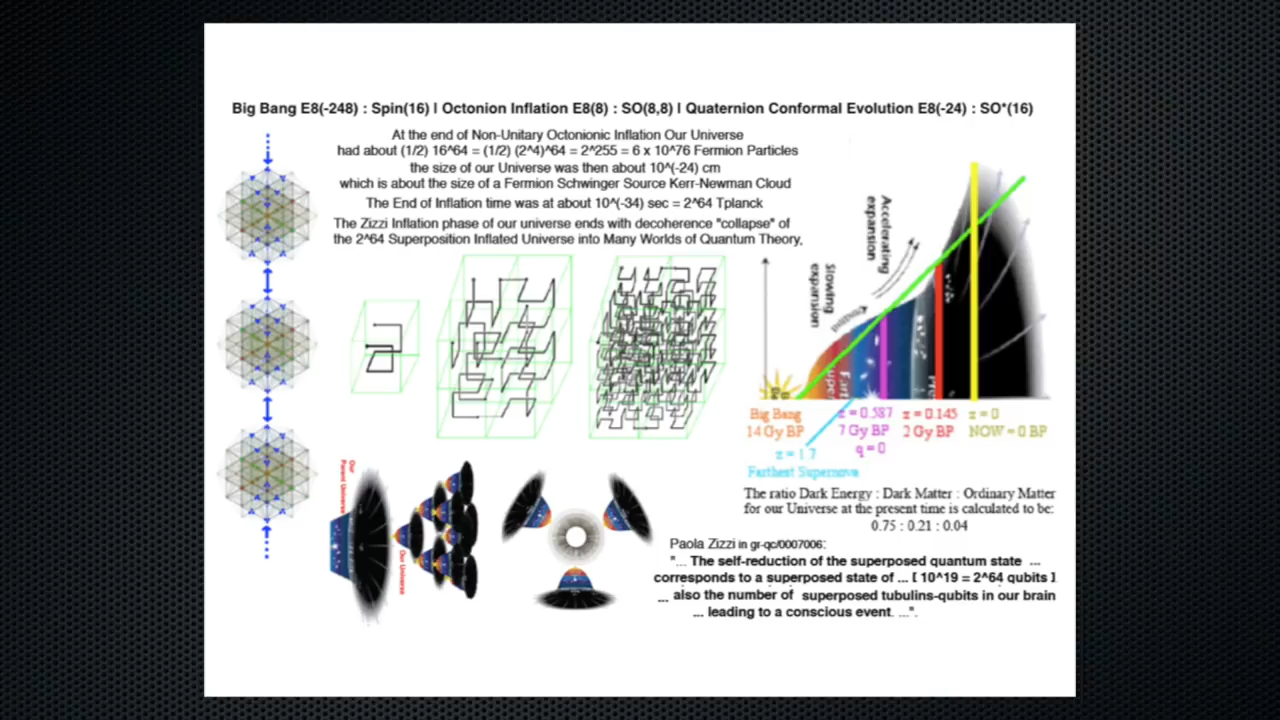 Big Bang E8(-248) : Spin(16) | Octonion Inflation E8(8) : SO(8,8) | Quaternion Conformal Evolution E8(-24) : SO*(16)
At the end of Non-Unitary Octonionic Inflation Our Universe
had about (1/2) 16^64 = (1/2) (2^4)^64 = 2^255 = 6 x 10^76 Fermion Particles
the size of our Universe was then about 10^(-24) cm
which is about the size of a Fermion Schwinger Source Kerr-Newman Cloud
The End of Inflation time was at about 10^(-34) sec = 2^64 Tplanck
The Zizzi Inflation phase of our universe ends with decoherence "collapse" of
the 2^64 Superposition Inflated Universe into Many Worlds of Quantum Theory,
Accelerating
expansion
Slowing
expansion
Big Bang
14 Gy BP
z = 0.587
7 Gy BP
q = 0
z = 0.145
2 Gy BP
z = 0
NOW = 0 BP
z = 1.7
Farthest Supernova
Our
Parent Universe
Our Universe
The ratio Dark Energy : Dark Matter : Ordinary Matter
for our Universe at the present time is calculated to be:
0.75 : 0.21 : 0.04
Paola Zizzi in gr-qc/0007006:
"... The self-reduction of the superposed quantum state ...
corresponds to a superposed state of ... [ 10^19 = 2^64 qubits ]
... also the number of superposed tubulins-qubits in our brain
... leading to a conscious event. ...".